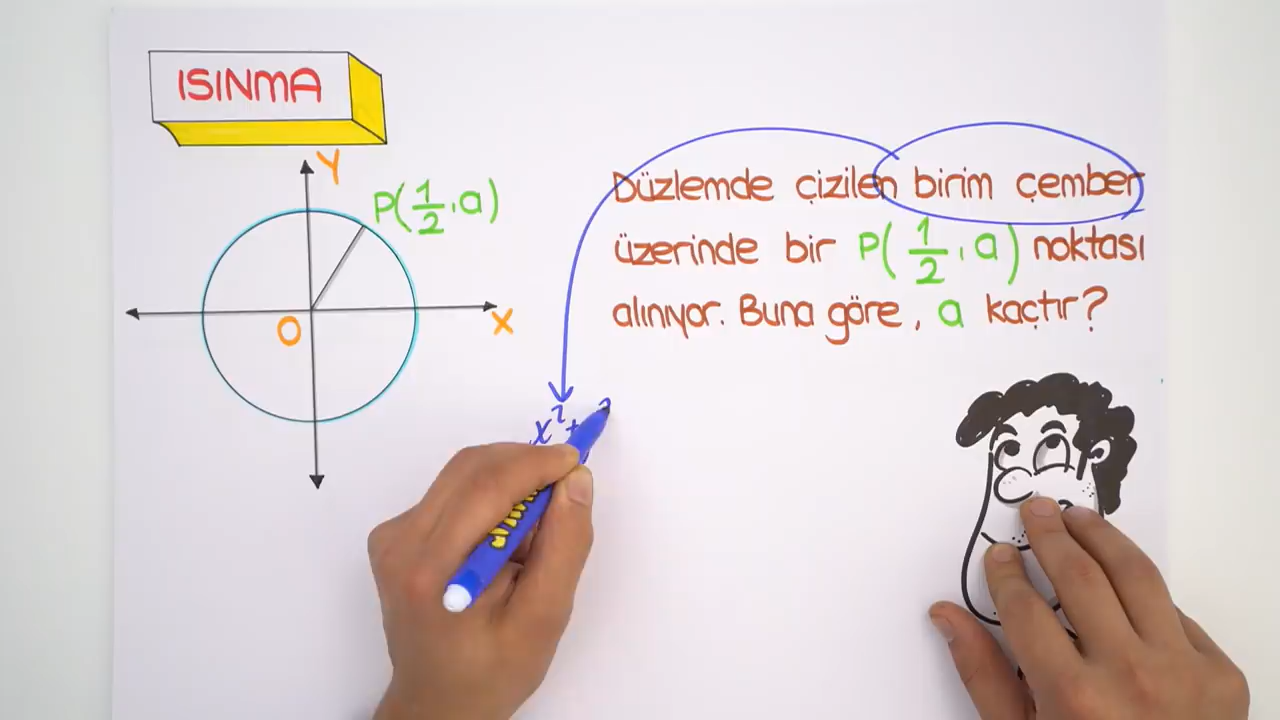 ISINMA
Y
P(1/2, a)
O
X
Düzlemde çizilen birim çember
üzerinde bir P(1/2, a) noktası
alınıyor. Buna göre, a kaçtır?
x² +